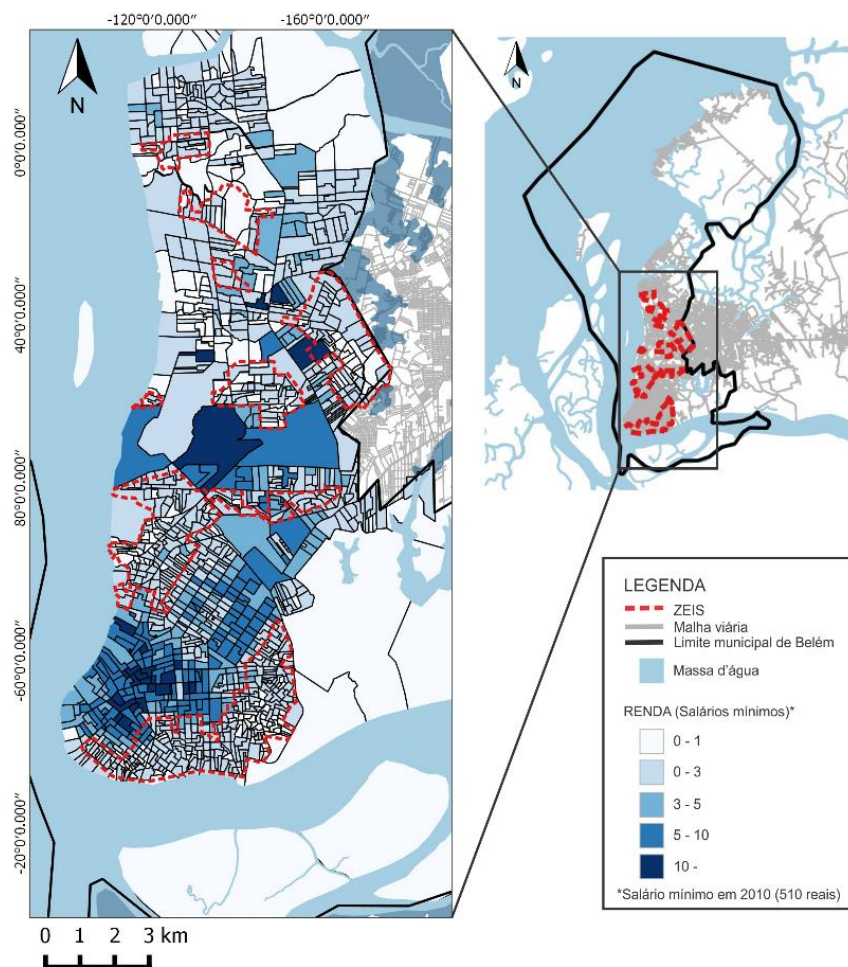 -120°0'0.000"
-160°0'0.000"
N
N
0°0'0.000"
40°0'0.000"
80°0'0.000"
-60°0'0.000"
-20°0'0.000"
LEGENDA
ZEIS
Malha viária
Limite municipal de Belém
Massa d'água
RENDA (Salários mínimos)*
0 - 1
0 - 3
3 - 5
5 - 10
10 -
*Salário mínimo em 2010 (510 reais)
0 1 2 3 km